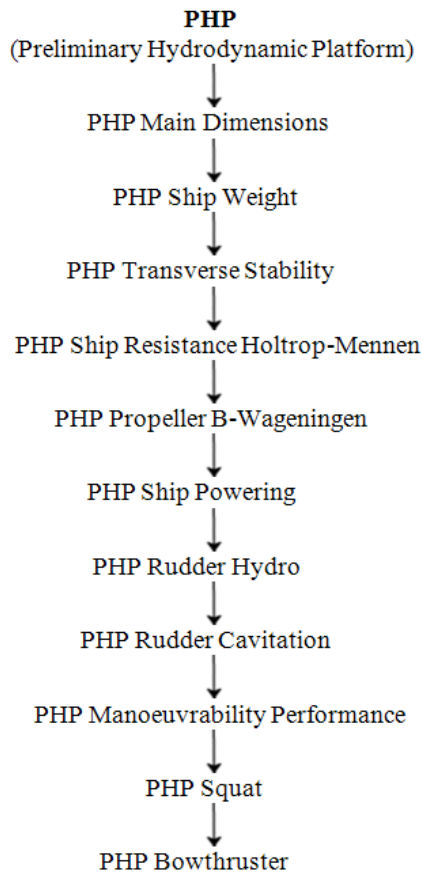 PHP
(Preliminary Hydrodynamic Platform)
PHP Main Dimensions
PHP Ship Weight
PHP Transverse Stability
PHP Ship Resistance Holtrop-Mennen
PHP Propeller B-Wageningen
PHP Ship Powering
PHP Rudder Hydro
PHP Rudder Cavitation
PHP Manoeuvrability Performance
PHP Squat
PHP Bowthruster